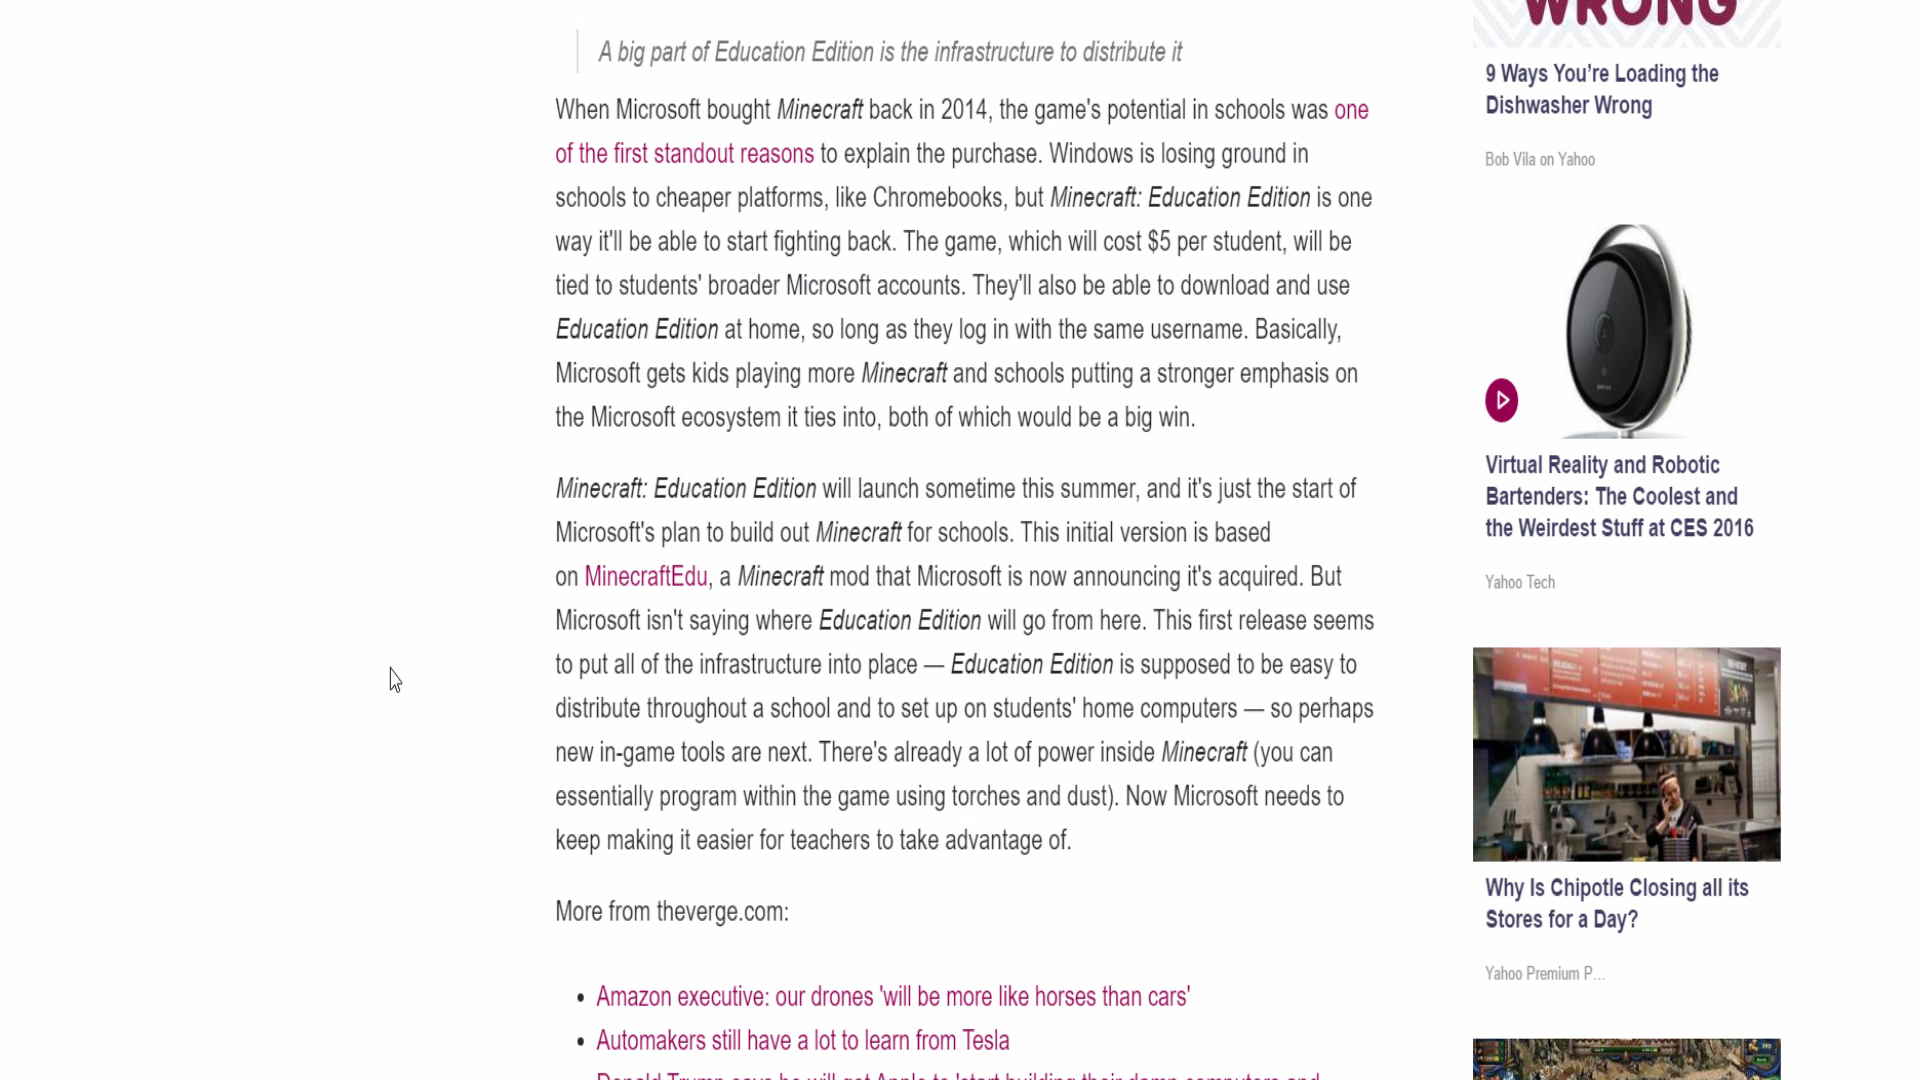 WRONG
A big part of Education Edition is the infrastructure to distribute it
When Microsoft bought Minecraft back in 2014, the game's potential in schools was one
of the first standout reasons to explain the purchase. Windows is losing ground in
schools to cheaper platforms, like Chromebooks, but Minecraft: Education Edition is one
way it'll be able to start fighting back. The game, which will cost $5 per student, will be
tied to students' broader Microsoft accounts. They'll also be able to download and use
Education Edition at home, so long as they log in with the same username. Basically,
Microsoft gets kids playing more Minecraft and schools putting a stronger emphasis on
the Microsoft ecosystem it ties into, both of which would be a big win.
Minecraft: Education Edition will launch sometime this summer, and it's just the start of
Microsoft's plan to build out Minecraft for schools. This initial version is based
on MinecraftEdu, a Minecraft mod that Microsoft is now announcing it's acquired. But
Microsoft isn't saying where Education Edition will go from here. This first release seems
to put all of the infrastructure into place — Education Edition is supposed to be easy to
distribute throughout a school and to set up on students' home computers — so perhaps
new in-game tools are next. There's already a lot of power inside Minecraft (you can
essentially program within the game using torches and dust). Now Microsoft needs to
keep making it easier for teachers to take advantage of.
More from theverge.com:
• Amazon executive: our drones 'will be more like horses than cars'
• Automakers still have a lot to learn from Tesla
Donald Trump says he will get Apple to 'start building their damn computers and
9 Ways You’re Loading the
Dishwasher Wrong
Bob Vila on Yahoo
Virtual Reality and Robotic
Bartenders: The Coolest and
the Weirdest Stuff at CES 2016
Yahoo Tech
Why Is Chipotle Closing all its
Stores for a Day?
Yahoo Premium P...